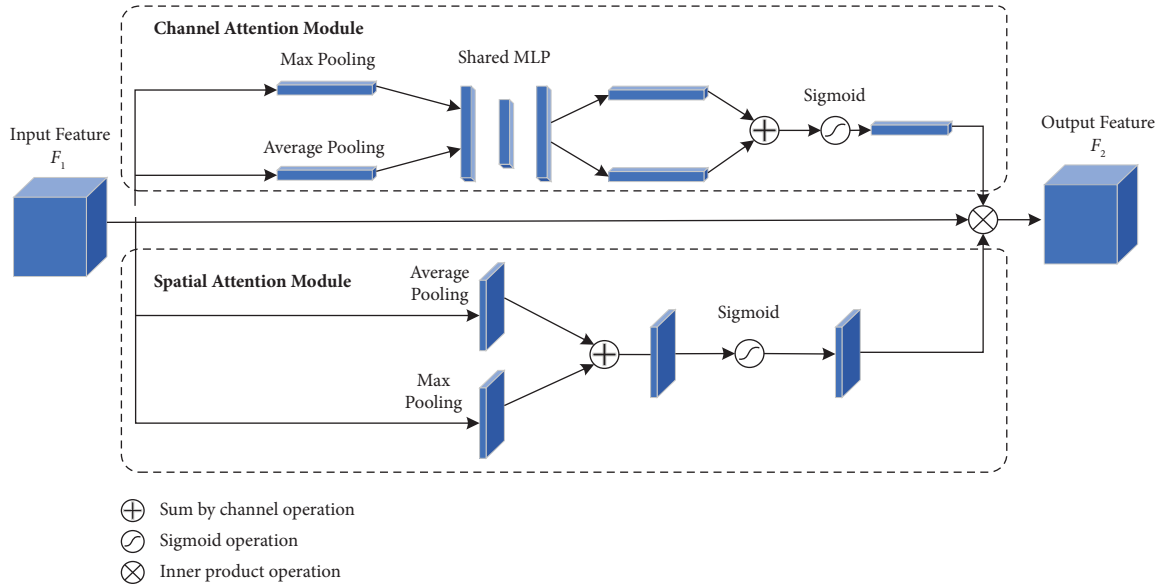 Channel Attention Module
Max Pooling
Shared MLP
Sigmoid
Average Pooling
Input Feature
F1
Output Feature
F2
Spatial Attention Module
Average
Pooling
Sigmoid
Max
Pooling
Sum by channel operation
Sigmoid operation
Inner product operation